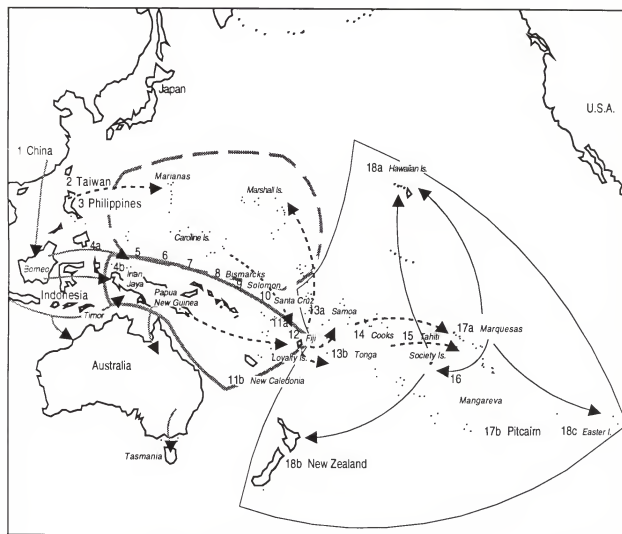 Japan
U.S.A.
1 China
2 Taiwan
3 Philippines
Marianas
Marshall Is.
18a Hawaiian Is.
4a
5
6
7
8 Bismarcks
9
Solomon
10
Santa Cruz
Caroline Is.
Borneo
4b
Irian
Jaya
Papua
New Guinea
Indonesia
Timor
11a
12
Fiji
13a
Samoa
14
Cooks
15
Tahiti
17a
Marquesas
Loyalty Is.
13b
Tonga
Society Is.
16
Australia
11b New Caledonia
Mangareva
17b Pitcairn
18c Easter I.
Tasmania
18b New Zealand